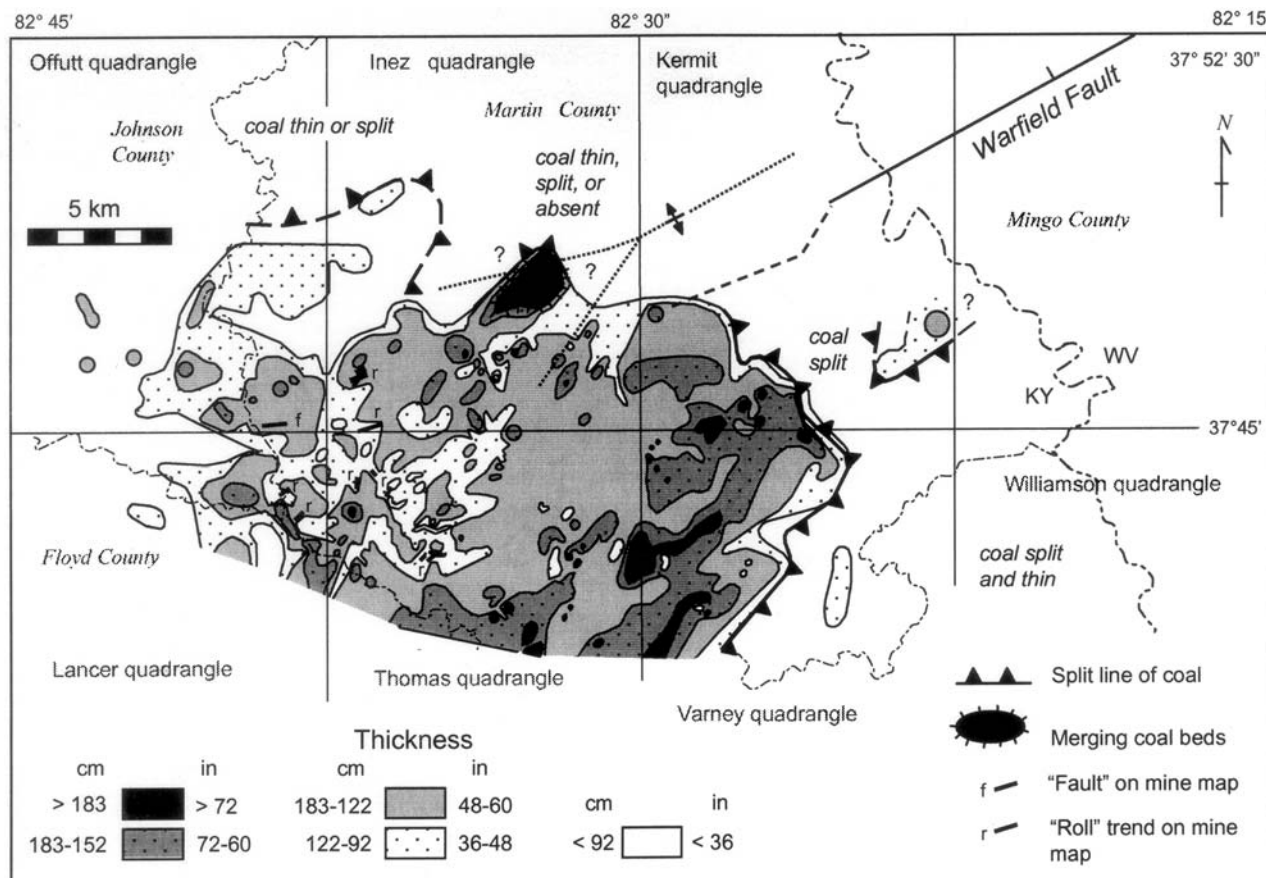 82° 45'
82° 30"
82° 15'
Offutt quadrangle
Inez quadrangle
Kermit
quadrangle
37° 52' 30"
Johnson
County
coal thin or split
Martin County
coal thin,
split, or
absent
Warfield Fault
N
5 km
Mingo County
?
?
?
coal
split
WV
KY
r
f
r
37°45'
r
r
r
Williamson quadrangle
Floyd County
coal split
and thin
Lancer quadrangle
Thomas quadrangle
Varney quadrangle
Split line of coal
Merging coal beds
f "Fault" on mine map
r "Roll" trend on mine
map
Thickness
cm in cm in
> 183 > 72 183-122 48-60 cm in
183-152 72-60 122-92 36-48 < 92 < 36